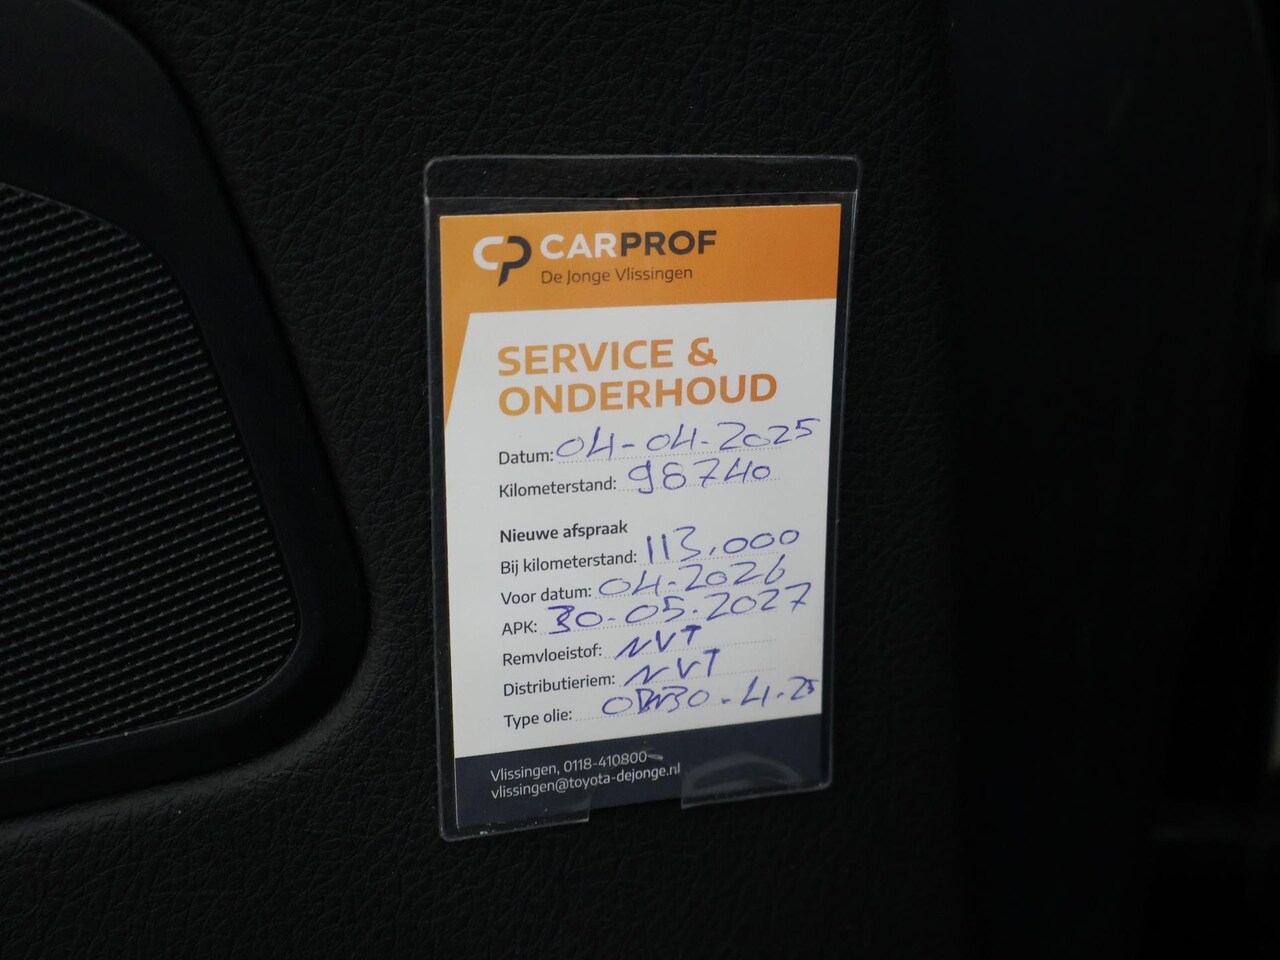 CP CARPROF
De Jonge Vlissingen
SERVICE &
ONDERHOUD
Datum: 04-04-2025
Kilometerstand: 98740
Nieuwe afspraak
Bij kilometerstand: 113.000
Voor datum: 04-2026
APK: 30-05-2027
Remvloeistof: NVT
Distributieriem: NVT
Type olie:
Vlissingen, 0118-410800
vlissingen@toyota-dejonge.nl